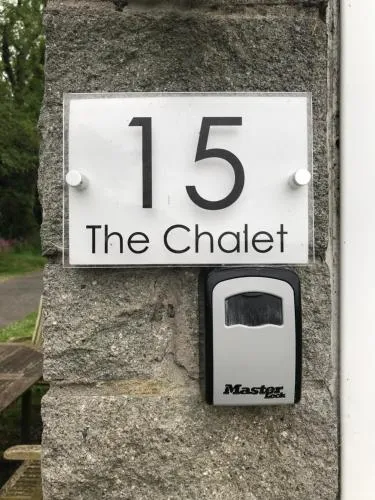 15
The Chalet
Master
Lock